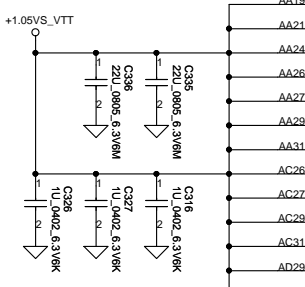 AA19
+1.05VS_VTT
AA21
AA24
1
2
C336
22U_0805_6.3V6M
1
2
C335
22U_0805_6.3V6M
AA26
AA27
AA29
AA31
AC26
1
2
C326
1U_0402_6.3V6K
1
2
C327
1U_0402_6.3V6K
1
2
C316
1U_0402_6.3V6K
AC27
AC29
AC31
AD29